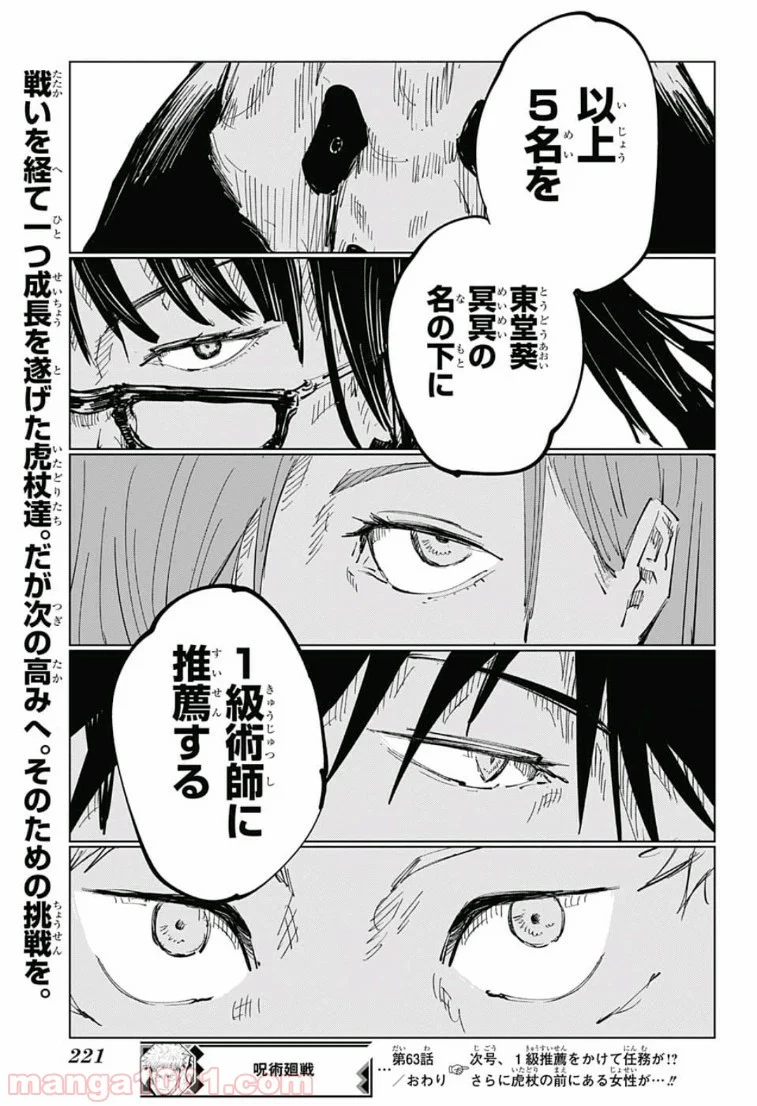 以上
5名を
東堂葵
冥冥の
名の下に
1級術師に
推薦する
戦いを経て一つ成長を遂げた虎杖達。だが次の高みへ。そのための挑戦を。
221
呪術廻戦
…
第63話
/おわり
☞
次号、1級推薦をかけて任務が!?
さらに虎杖の前にある女性が…!!
manga1001.com